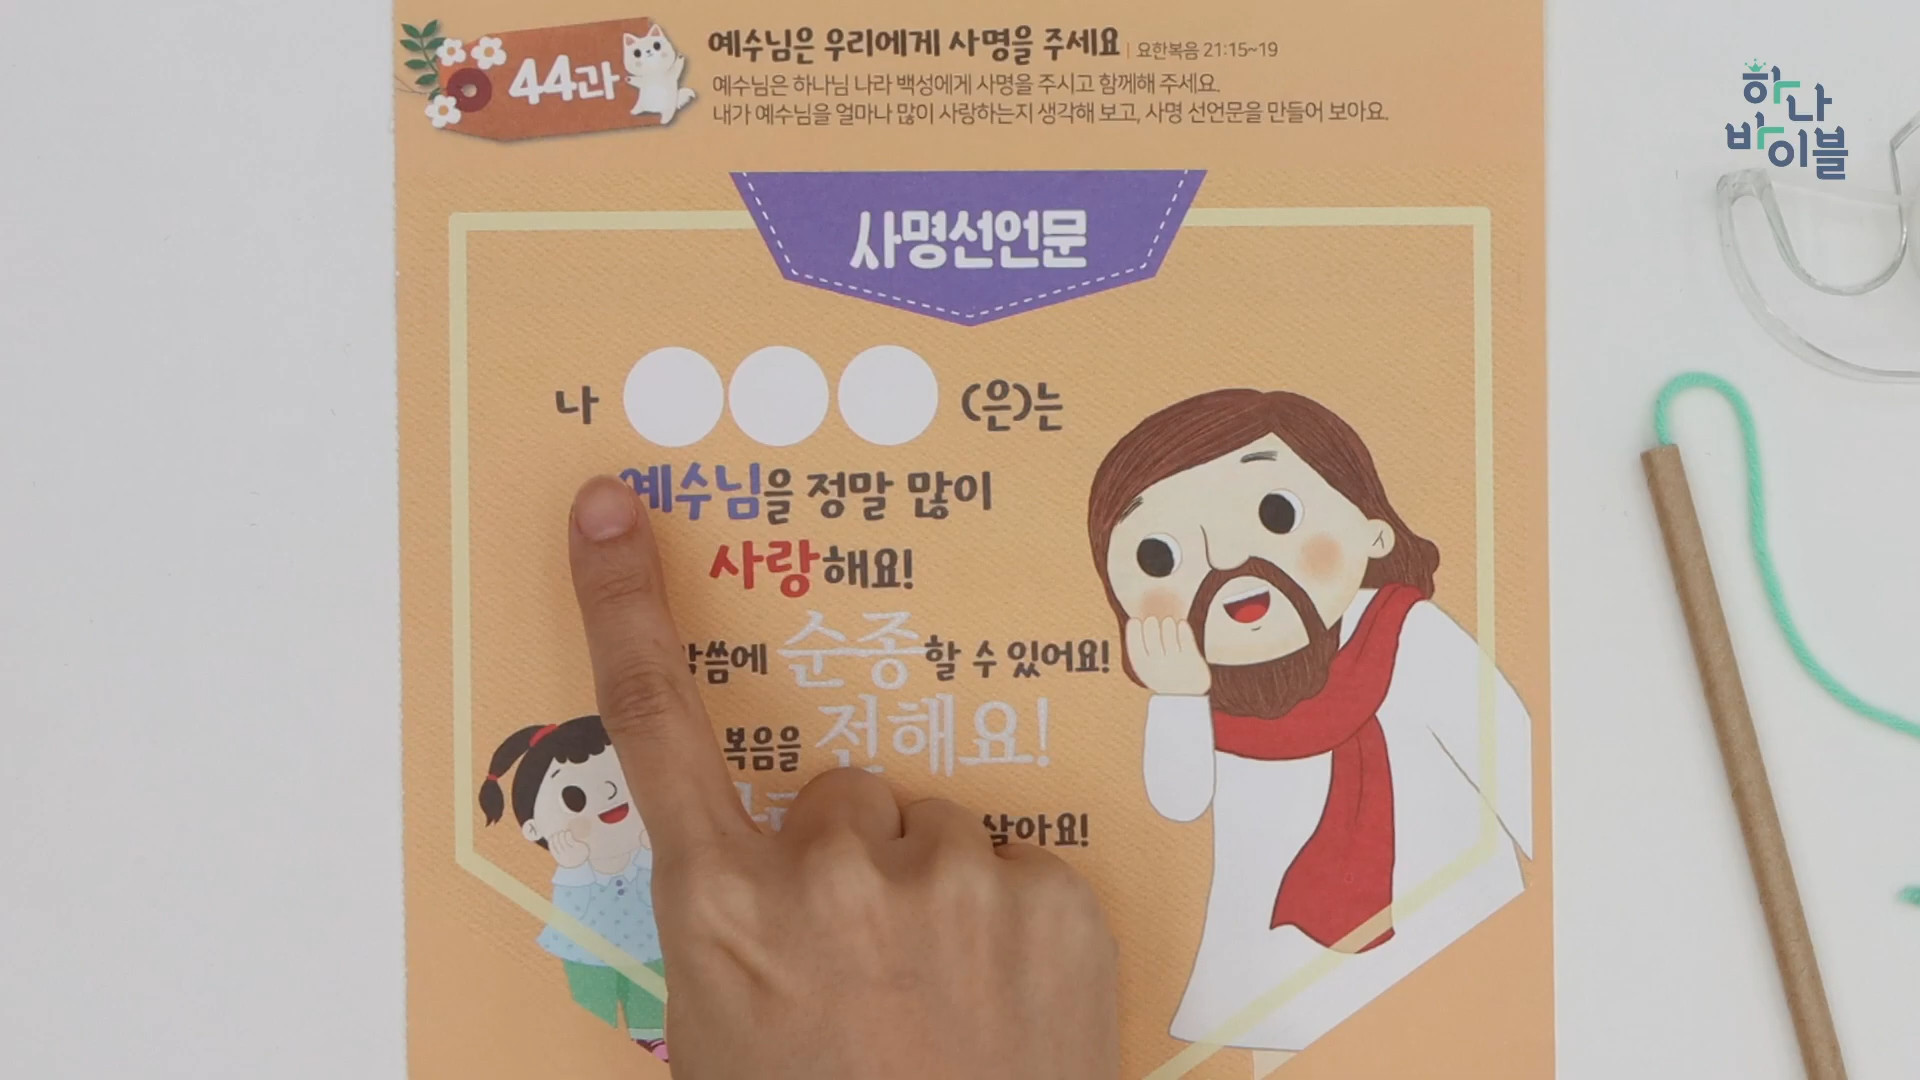 44과
예수님은 우리에게 사명을 주세요 | 요한복음 21:15~19
예수님은 하나님 나라 백성에게 사명을 주시고 함께해 주세요.
내가 예수님을 얼마나 많이 사랑하는지 생각해 보고, 사명 선언문을 만들어 보아요.
하나
바이블
사명선언문
나 (은)는
예수님을 정말 많이
사랑해요!
순종할 수 있어요!
복음을 전해요!
살아요!